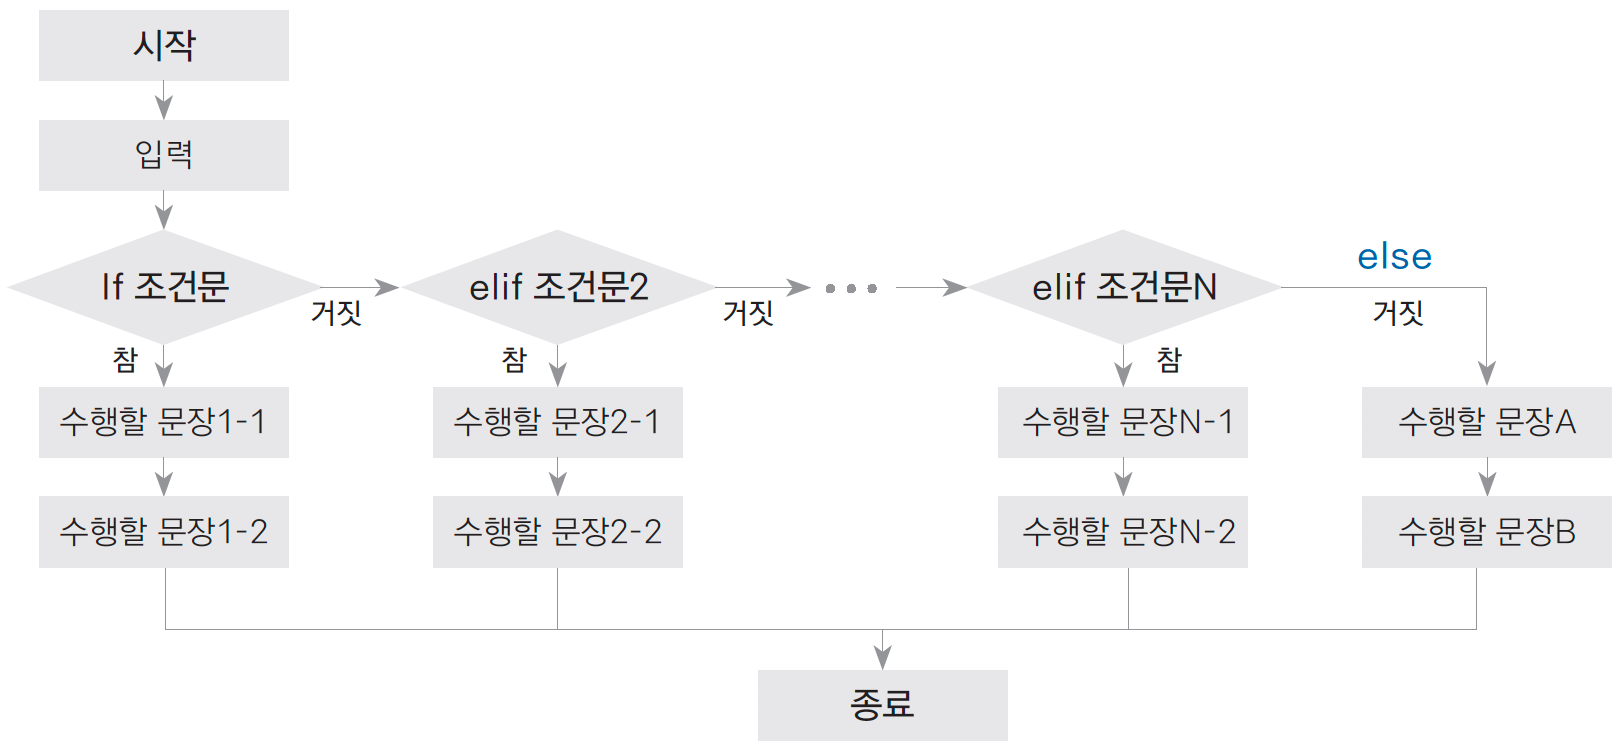 시작
입력
If 조건문
거짓
참
수행할 문장1-1
수행할 문장1-2
elif 조건문2
거짓
참
수행할 문장2-1
수행할 문장2-2
elif 조건문N
참
수행할 문장N-1
수행할 문장N-2
else
거짓
수행할 문장A
수행할 문장B
종료